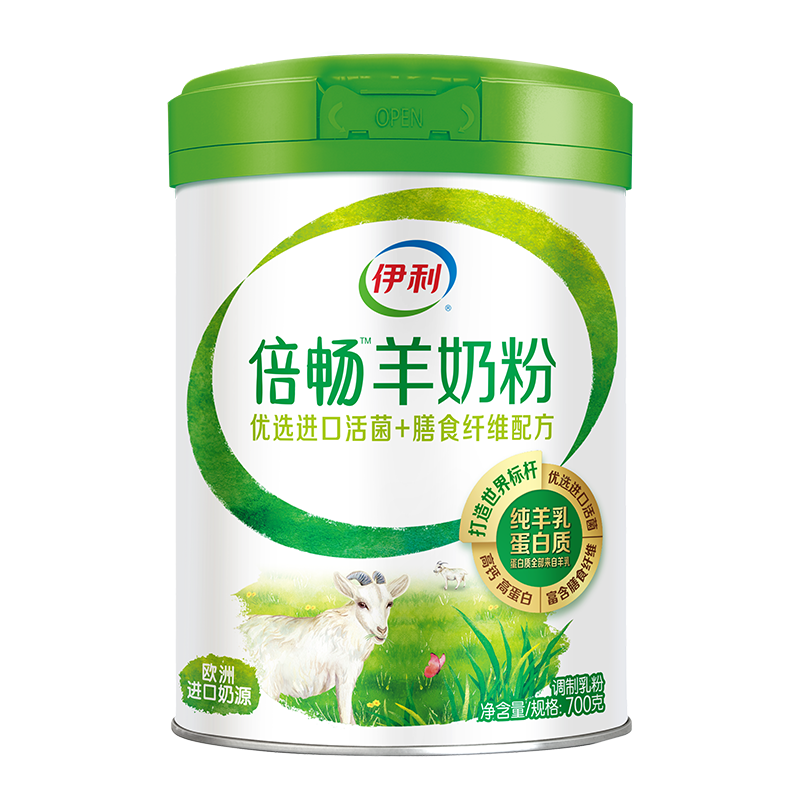 OPEN
伊利
®
倍畅™羊奶粉
优选进口活菌+膳食纤维配方
打造世界标杆
优选进口活菌
纯羊乳
蛋白质
蛋白质全部来自羊乳
高钙 高蛋白
富含膳食纤维
欧洲
进口奶源
调制乳粉
净含量/规格: 700克